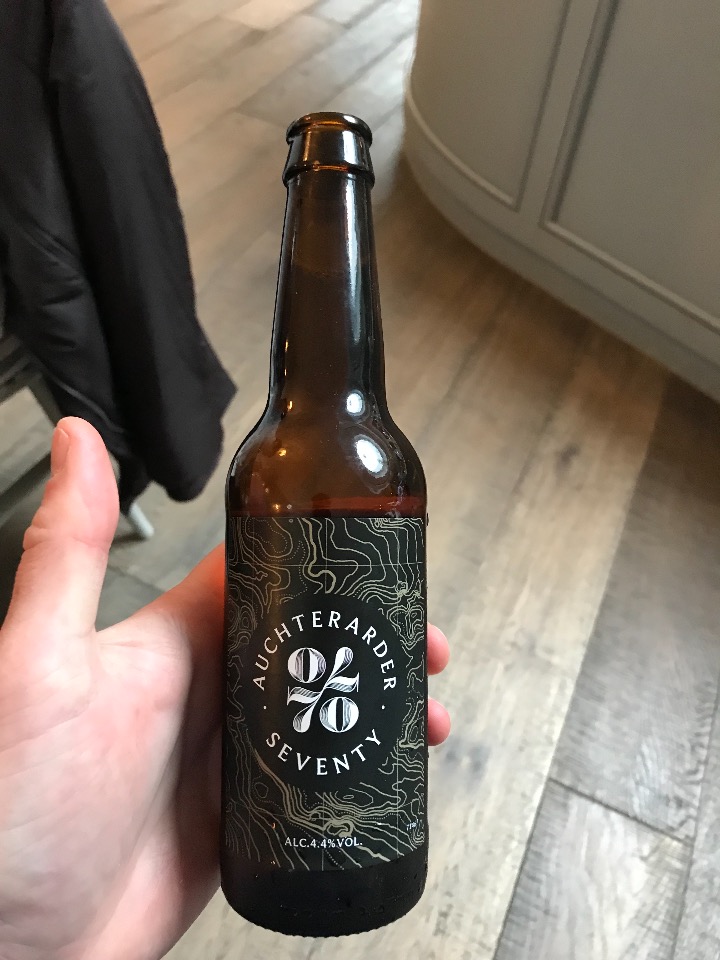 AUCHTERARDER
70
SEVENTY
ALC.4.4%VOL.